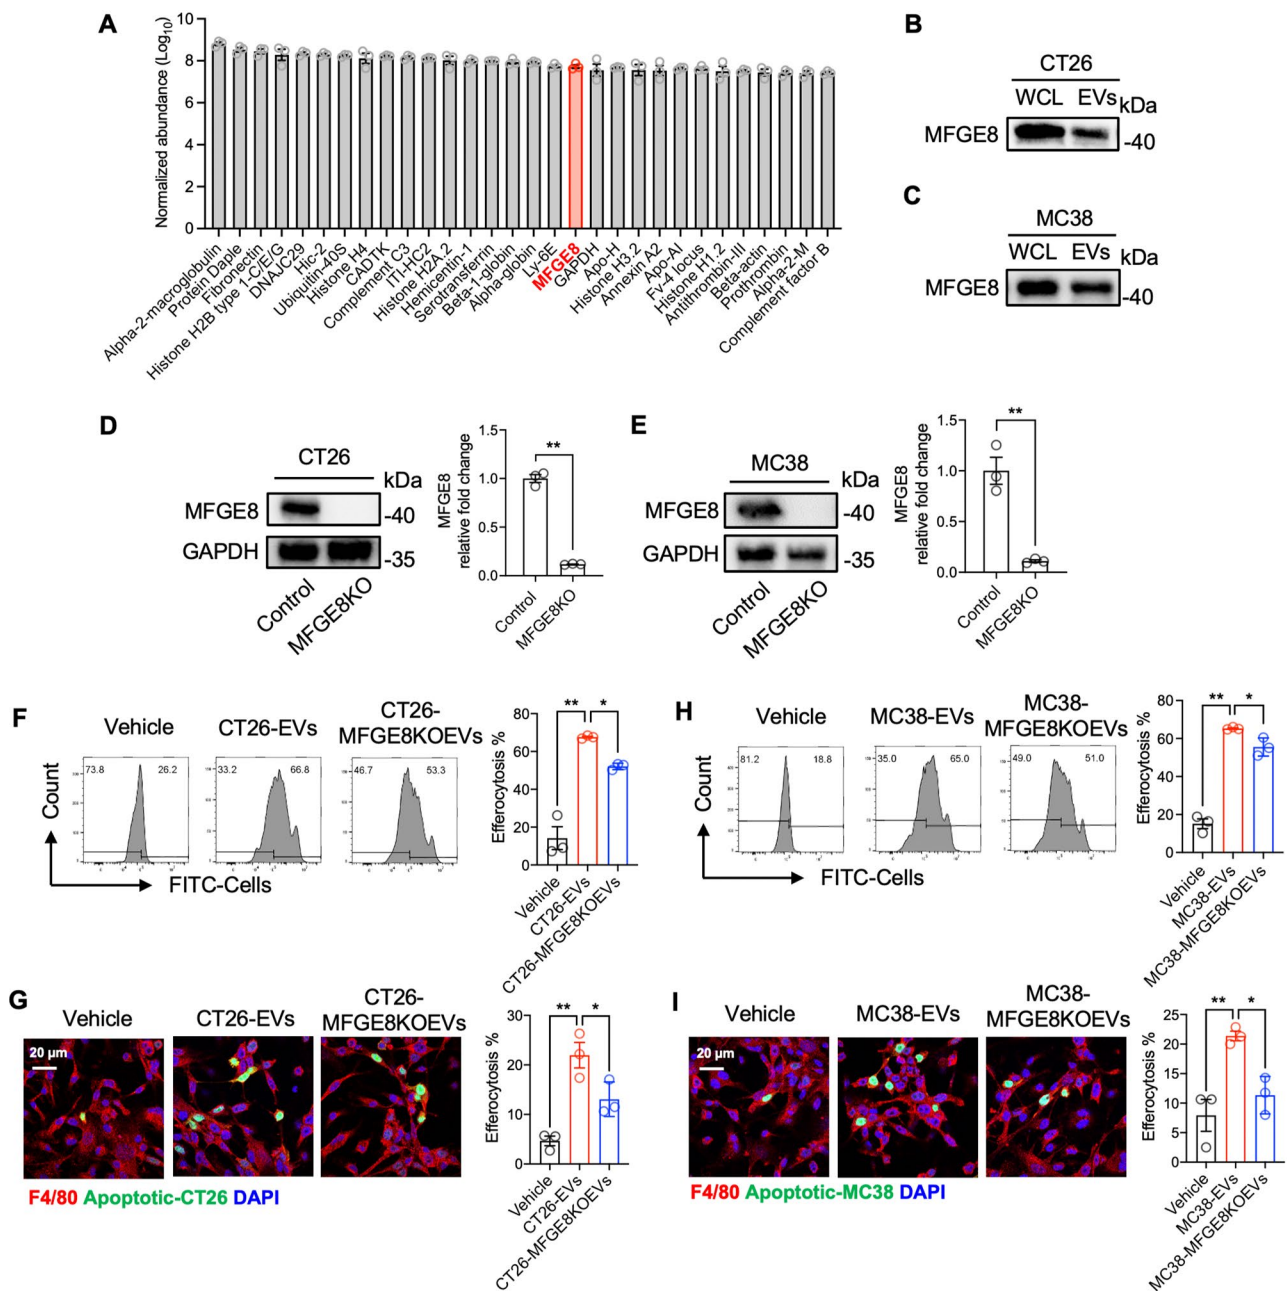 A
Normalized abundance (Log10)
10
8
6
4
2
0
Alpha-2-macroglobulin
Protein Daple
Fibronectin
Histone H2B type 1-C/E/G
DNAJC29
Hic-2
Ubiquitin-40S
Histone H4
CADTK
Complement C3
ITI-HC2
Histone H2A.2
Hemicentin-1
Serotransferrin
Beta-1-globin
Alpha-globin
Ly-6E
MFGE8
GAPDH
Apo-H
Histone H3.2
Annexin A2
Apo-AI
Fv-4 locus
Histone H1.2
Antithrombin-III
Beta-actin
Prothrombin
Alpha-2-M
Complement factor B
B
CT26
WCL EVs kDa
MFGE8
-40
C
MC38
WCL EVs kDa
MFGE8
-40
D
CT26
kDa
MFGE8
-40
GAPDH
-35
Control
MFGE8KO
MFGE8
relative fold change
1.5
1.0
0.5
0.0
**
Control
MFGE8KO
E
MC38
kDa
MFGE8
-40
GAPDH
-35
Control
MFGE8KO
MFGE8
relative fold change
1.5
1.0
0.5
0.0
**
Control
MFGE8KO
F
Vehicle
CT26-EVs
CT26-
MFGE8KOEVs
73.8 26.2
33.2 66.8
46.7 53.3
Count
FITC-Cells
Efferocytosis %
80
60
40
20
0
** *
Vehicle
CT26-EVs
CT26-MFGE8KOEVs
H
Vehicle
MC38-EVs
MC38-
MFGE8KOEVs
81.2 18.8
35.0 65.0
49.0 51.0
Count
FITC-Cells
Efferocytosis %
80
60
40
20
0
** *
Vehicle
MC38-EVs
MC38-MFGE8KOEVs
G
Vehicle
CT26-EVs
CT26-
MFGE8KOEVs
20 μm
F4/80 Apoptotic-CT26 DAPI
Efferocytosis %
30
20
10
0
** *
Vehicle
CT26-EVs
CT26-MFGE8KOEVs
I
Vehicle
MC38-EVs
MC38-
MFGE8KOEVs
20 μm
F4/80 Apoptotic-MC38 DAPI
Efferocytosis %
25
20
15
10
5
0
** *
Vehicle
MC38-EVs
MC38-MFGE8KOEVs